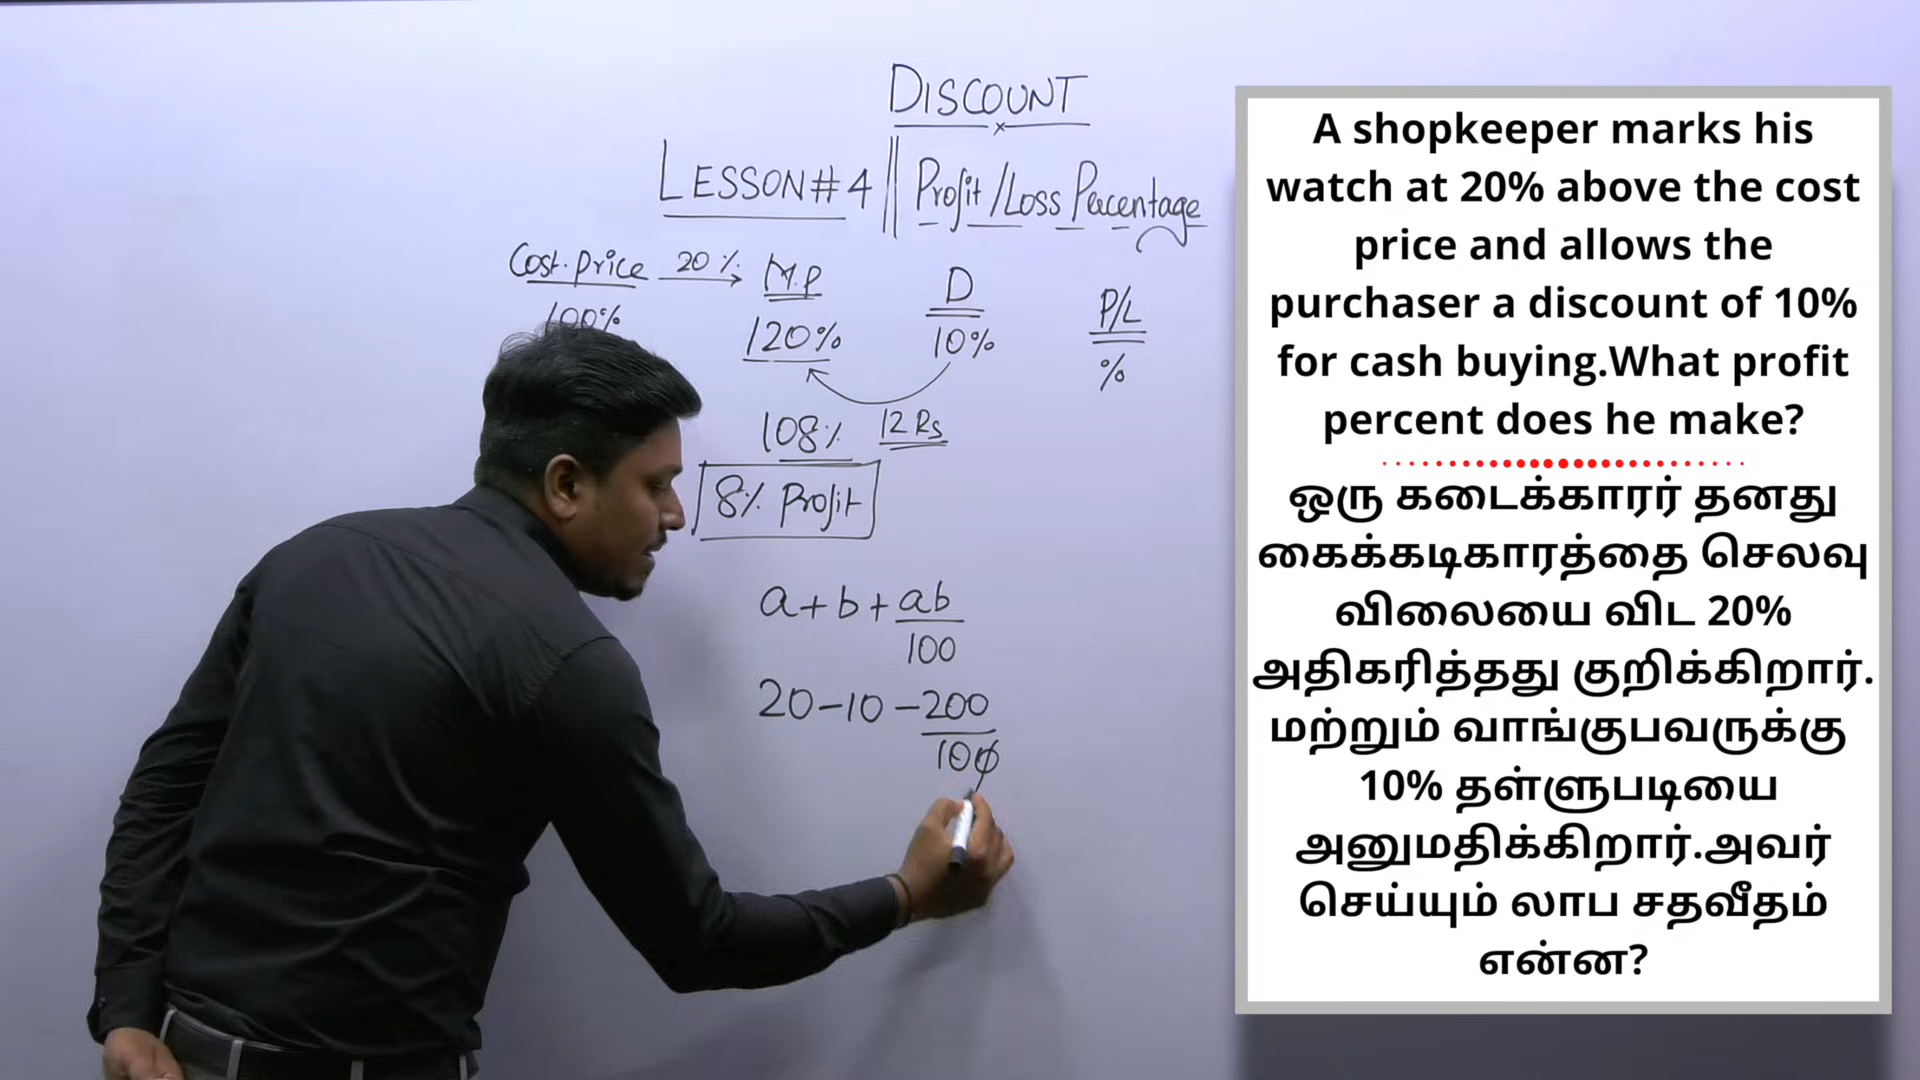 DISCOUNT
LESSON#4 || Profit/Loss Percentage
Cost.price 20% M.P D P/L
100% 120% 10% %
108% 12 Rs
8% Profit
a+b+ab
100
20-10-200
100
A shopkeeper marks his
watch at 20% above the cost
price and allows the
purchaser a discount of 10%
for cash buying.What profit
percent does he make?
ஒரு கடைக்காரர் தனது
கைக்கடிகாரத்தை செலவு
விலையை விட 20%
அதிகரித்தது குறிக்கிறார்.
மற்றும் வாங்குபவருக்கு
10% தள்ளுபடியை
அனுமதிக்கிறார்.அவர்
செய்யும் லாப சதவீதம்
என்ன?